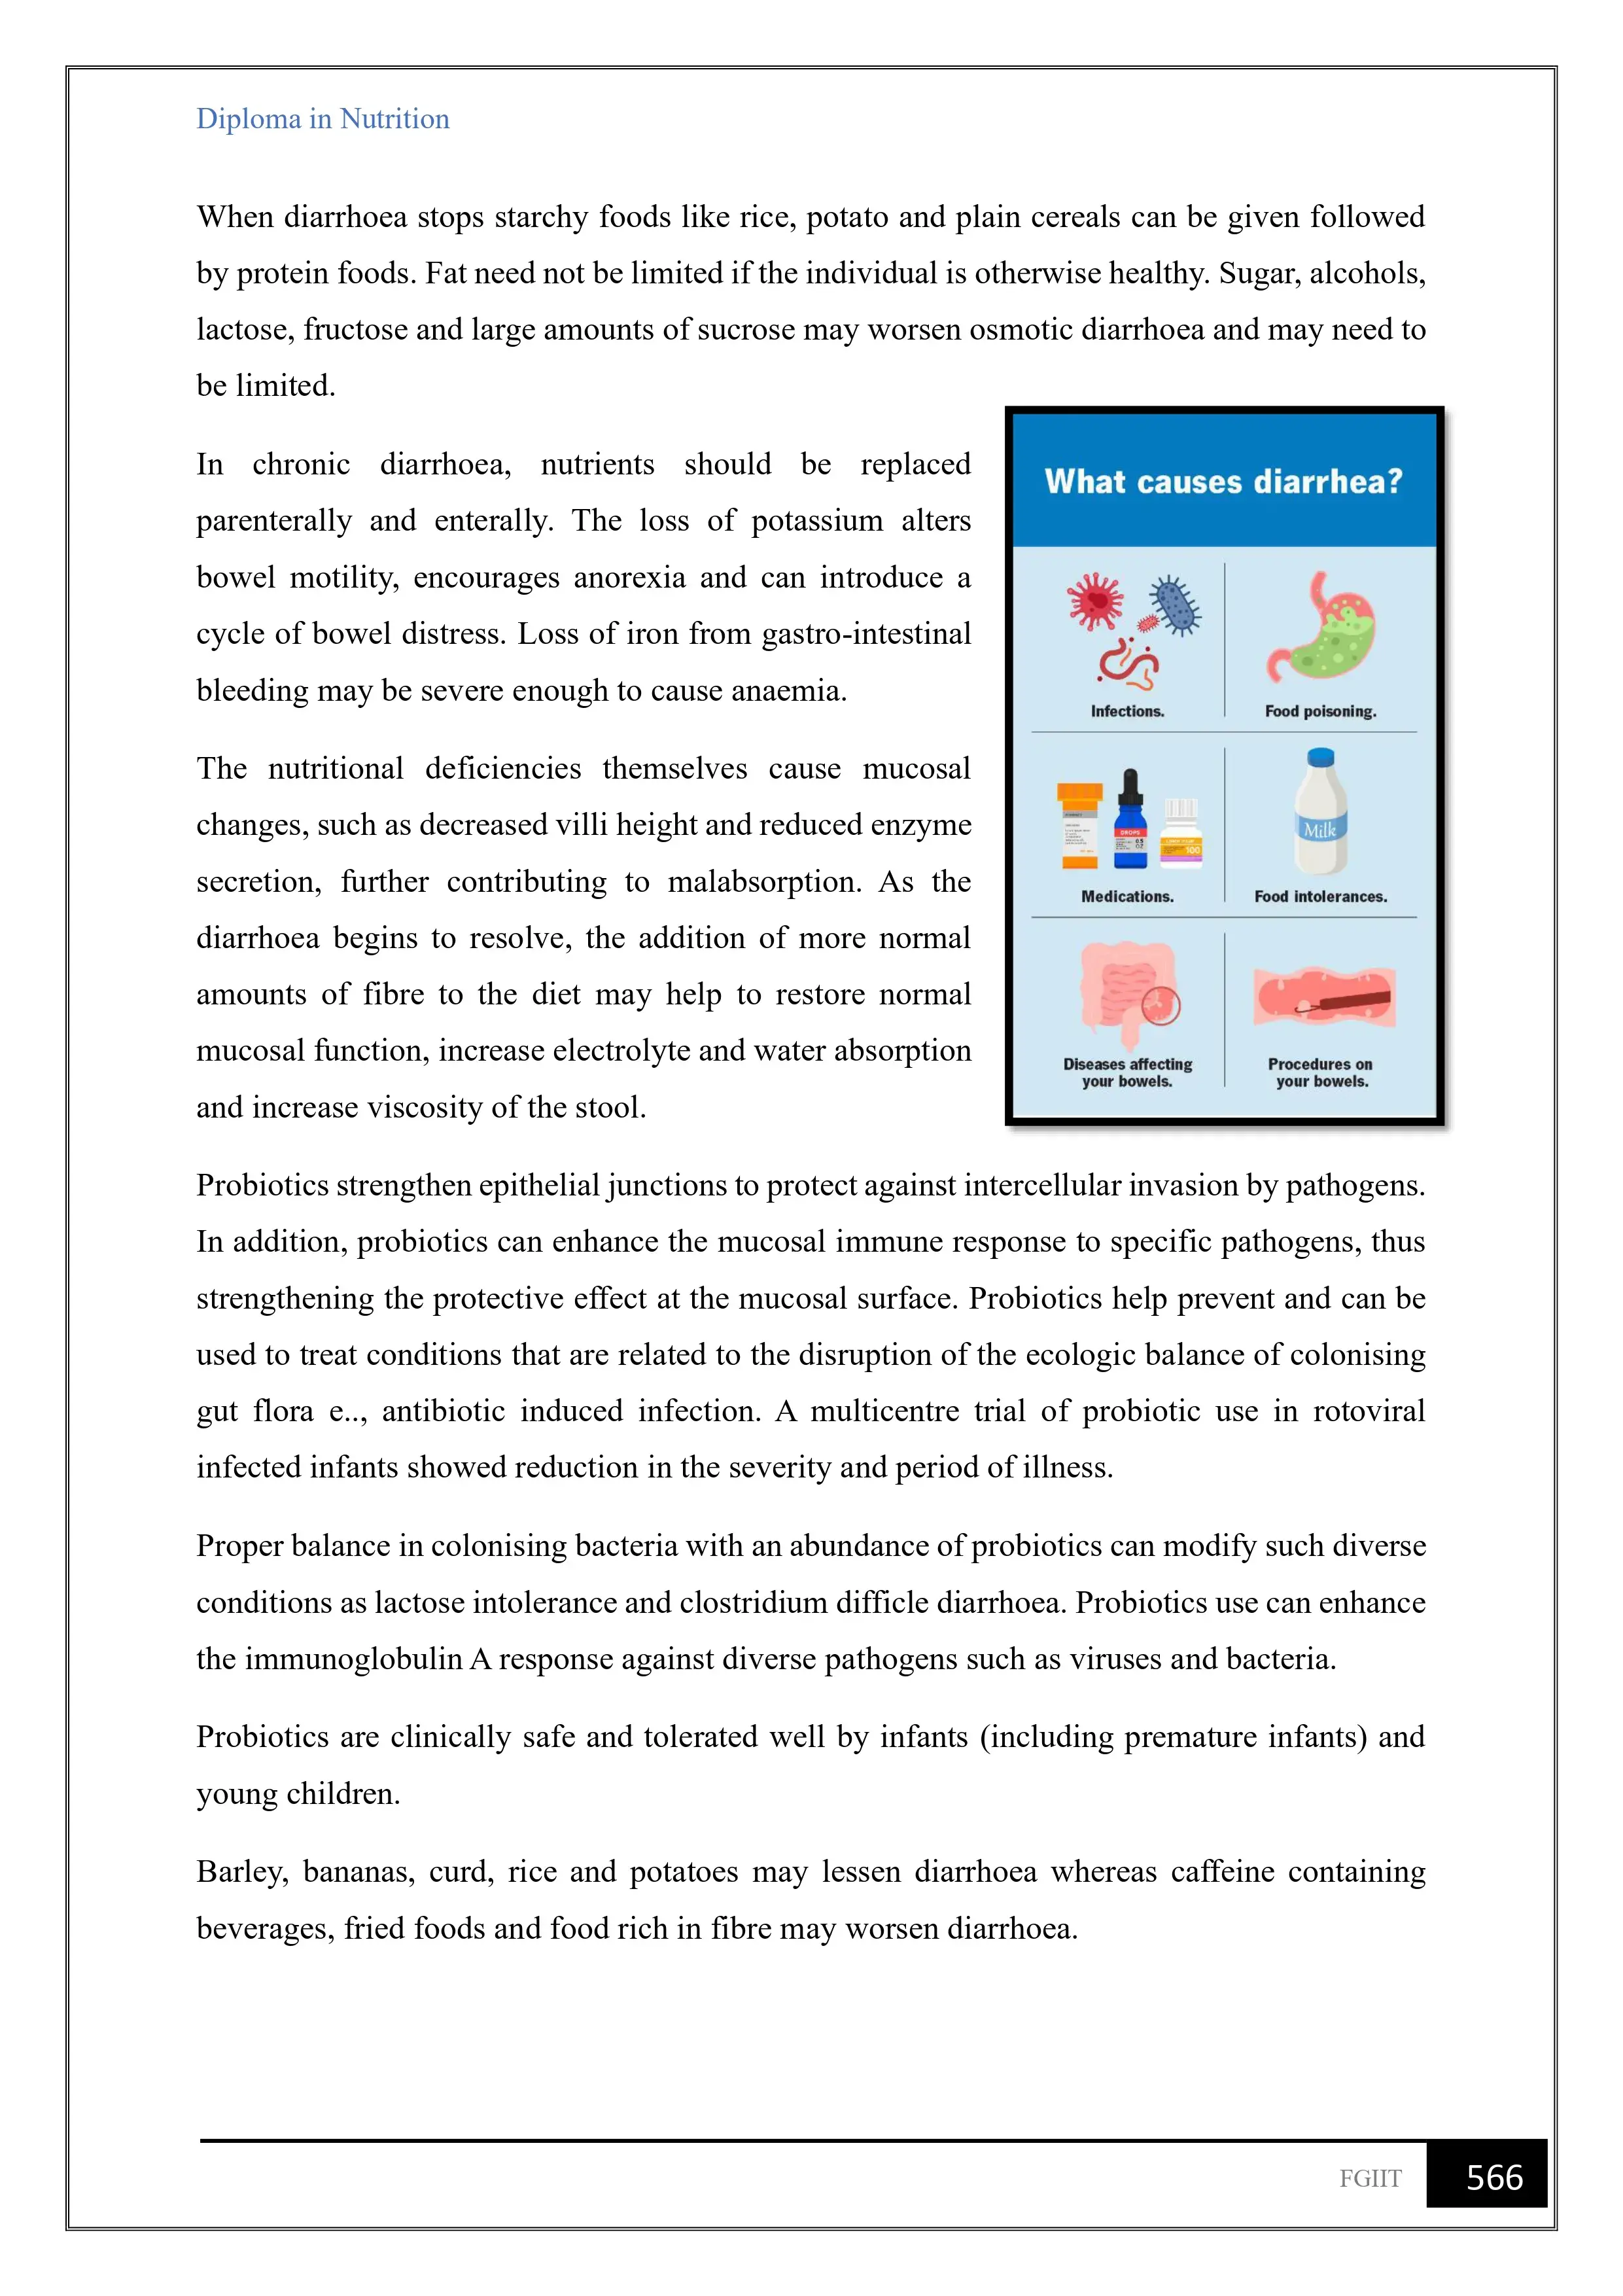 Diploma in Nutrition
When diarrhoea stops starchy foods like rice, potato and plain cereals can be given followed
by protein foods. Fat need not be limited if the individual is otherwise healthy. Sugar, alcohols,
lactose, fructose and large amounts of sucrose may worsen osmotic diarrhoea and may need to
be limited.
In chronic diarrhoea, nutrients should be replaced
parenterally and enterally. The loss of potassium alters
bowel motility, encourages anorexia and can introduce a
cycle of bowel distress. Loss of iron from gastro-intestinal
bleeding may be severe enough to cause anaemia.
The nutritional deficiencies themselves cause mucosal
changes, such as decreased villi height and reduced enzyme
secretion, further contributing to malabsorption. As the
diarrhoea begins to resolve, the addition of more normal
amounts of fibre to the diet may help to restore normal
mucosal function, increase electrolyte and water absorption
and increase viscosity of the stool.
What causes diarrhea?
Infections.
Food poisoning.
DROPS
100
Milk
Medications.
Food intolerances.
Diseases affecting
your bowels.
Procedures on
your bowels.
Probiotics strengthen epithelial junctions to protect against intercellular invasion by pathogens.
In addition, probiotics can enhance the mucosal immune response to specific pathogens, thus
strengthening the protective effect at the mucosal surface. Probiotics help prevent and can be
used to treat conditions that are related to the disruption of the ecologic balance of colonising
gut flora e.., antibiotic induced infection. A multicentre trial of probiotic use in rotoviral
infected infants showed reduction in the severity and period of illness.
Proper balance in colonising bacteria with an abundance of probiotics can modify such diverse
conditions as lactose intolerance and clostridium difficle diarrhoea. Probiotics use can enhance
the immunoglobulin A response against diverse pathogens such as viruses and bacteria.
Probiotics are clinically safe and tolerated well by infants (including premature infants) and
young children.
Barley, bananas, curd, rice and potatoes may lessen diarrhoea whereas caffeine containing
beverages, fried foods and food rich in fibre may worsen diarrhoea.
FGIIT
566